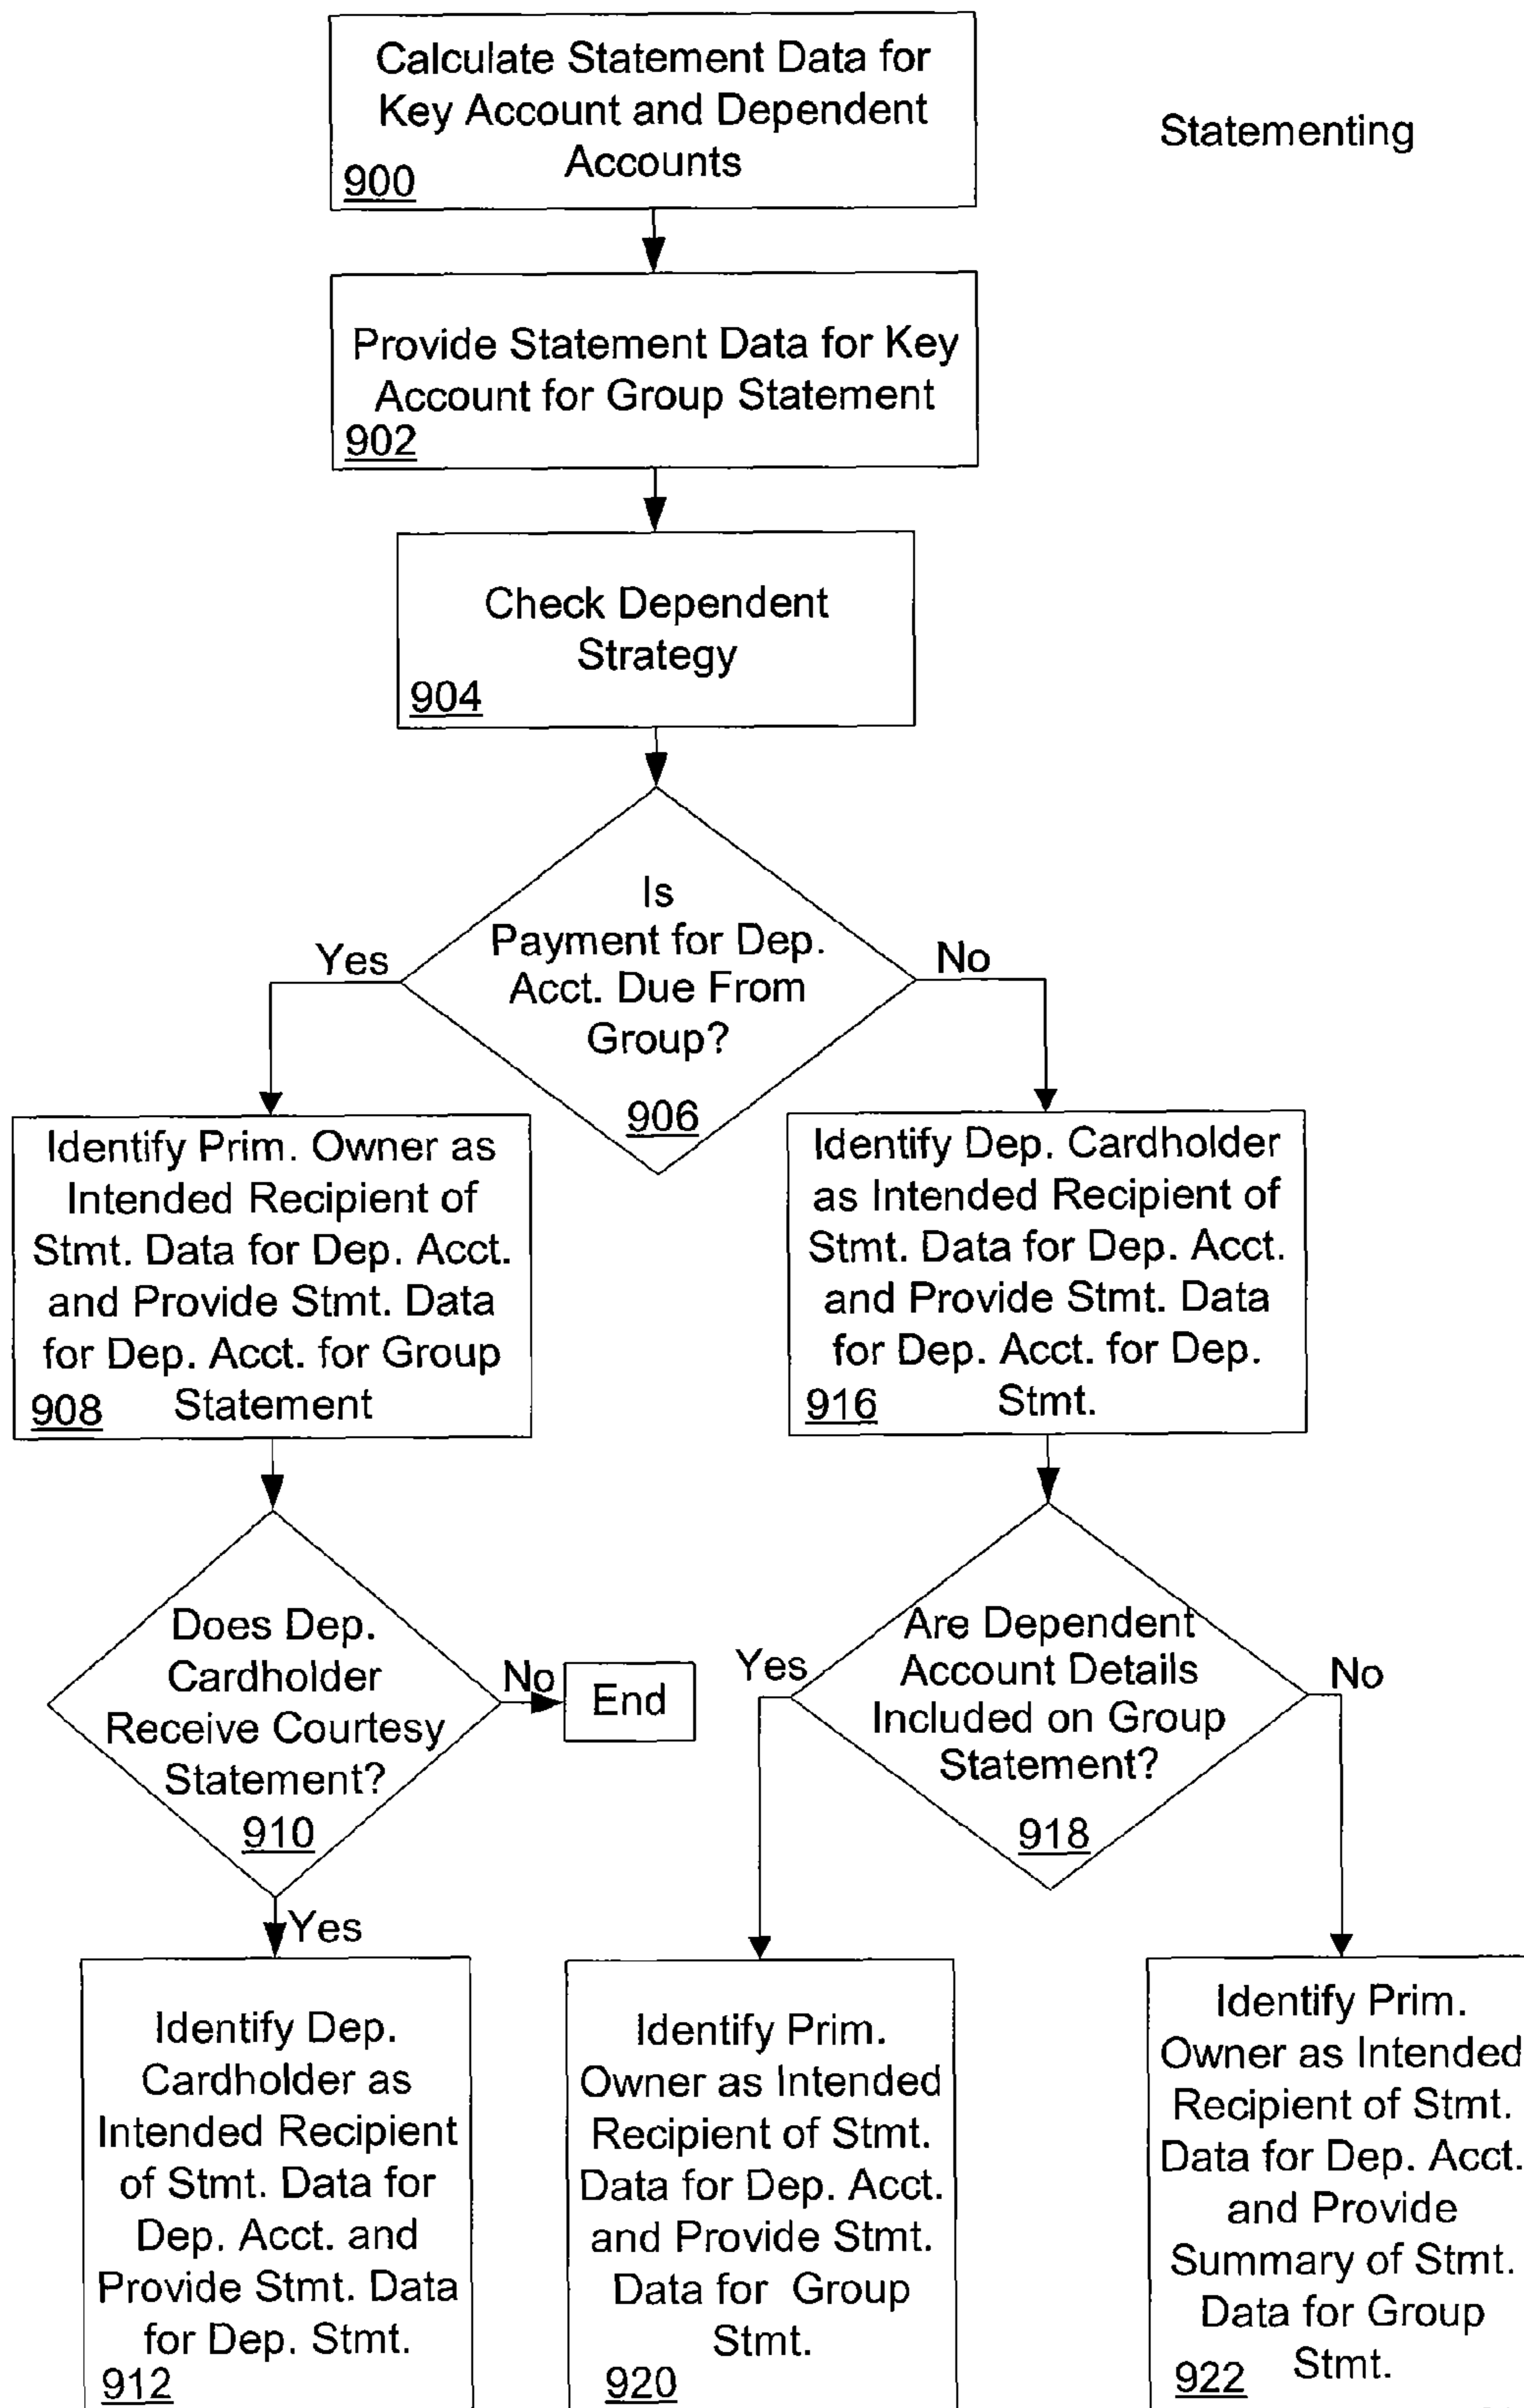 Calculate Statement Data for
Key Account and Dependent
Accounts
900
Statementing
Provide Statement Data for Key
Account for Group Statement
902
Check Dependent
Strategy
904
Is
Payment for Dep.
Acct. Due From
Group?
906
Yes
No
Identify Prim. Owner as
Intended Recipient of
Stmt. Data for Dep. Acct.
and Provide Stmt. Data
for Dep. Acct. for Group
Statement
908
Identify Dep. Cardholder
as Intended Recipient of
Stmt. Data for Dep. Acct.
and Provide Stmt. Data
for Dep. Acct. for Dep.
Stmt.
916
Does Dep.
Cardholder
Receive Courtesy
Statement?
910
No
End
Yes
Are Dependent
Account Details
Included on Group
Statement?
918
Yes
No
Identify Dep.
Cardholder as
Intended Recipient
of Stmt. Data for
Dep. Acct. and
Provide Stmt. Data
for Dep. Stmt.
912
Identify Prim.
Owner as Intended
Recipient of Stmt.
Data for Dep. Acct.
and Provide Stmt.
Data for Group
Stmt.
920
Identify Prim.
Owner as Intended
Recipient of Stmt.
Data for Dep. Acct.
and Provide
Summary of Stmt.
Data for Group
Stmt.
922